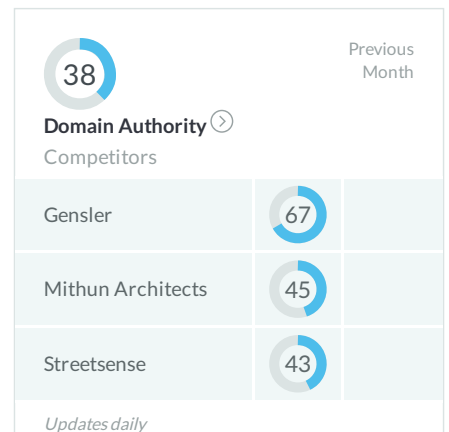 38
Previous
Month
Domain Authority
Competitors
Gensler 67
Mithun Architects 45
Streetsense 43
Updates daily